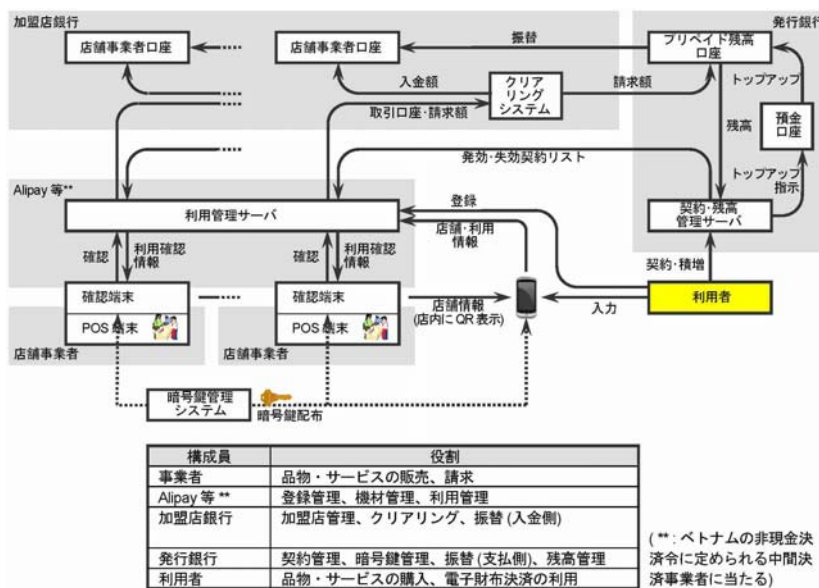 加盟店銀行
発行銀行
店舗事業者口座
店舗事業者口座
振替
プリペイド残高
口座
入金額
クリア
リング
システム
請求額
トップアップ
取引口座・請求額
残高
預金
口座
発効・失効契約リスト
トップアップ
指示
Alipay 等**
登録
利用管理サーバ
契約・残高
管理サーバ
店舗・利用
情報
確認
利用確認
情報
確認
利用確認
情報
契約・積増
確認端末
確認端末
店舗情報
(店内に QR 表示)
入力
利用者
POS 端末
POS 端末
店舗事業者
店舗事業者
暗号鍵管理
システム
暗号鍵配布
構成員 役割
事業者 品物・サービスの販売、請求
Alipay 等 ** 登録管理、機材管理、利用管理
加盟店銀行 加盟店管理、クリアリング、振替 (入金側)
発行銀行 契約管理、暗号鍵管理、振替 (支払側)、残高管理
利用者 品物・サービスの購入、電子財布決済の利用
( ** : ベトナムの非現金決
済令に定められる中間決
済事業者に当たる)